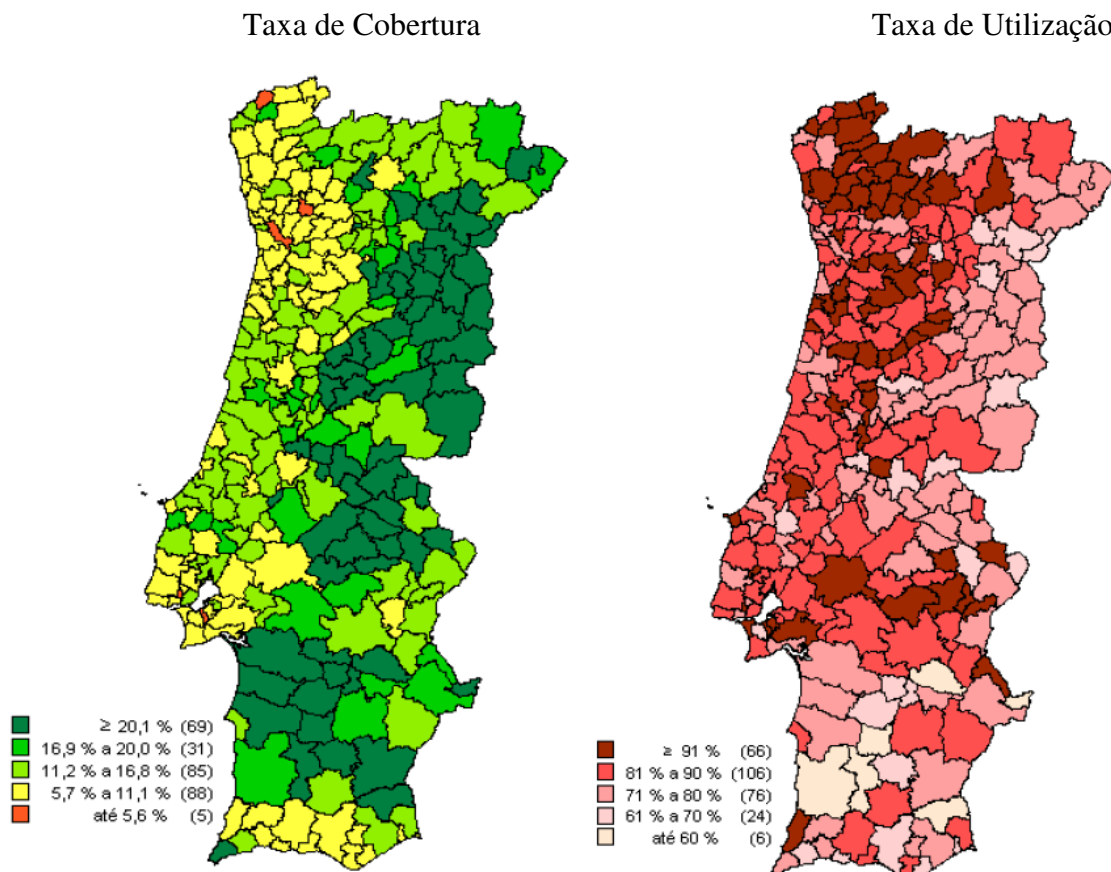 Taxa de Cobertura
Taxa de Utilização
≥ 20,1 % (69)
16,9 % a 20,0 % (31)
11,2 % a 16,8 % (85)
5,7 % a 11,1 % (88)
até 5,6 % (5)
≥ 91 % (66)
81 % a 90 % (106)
71 % a 80 % (76)
61 % a 70 % (24)
até 60 % (6)